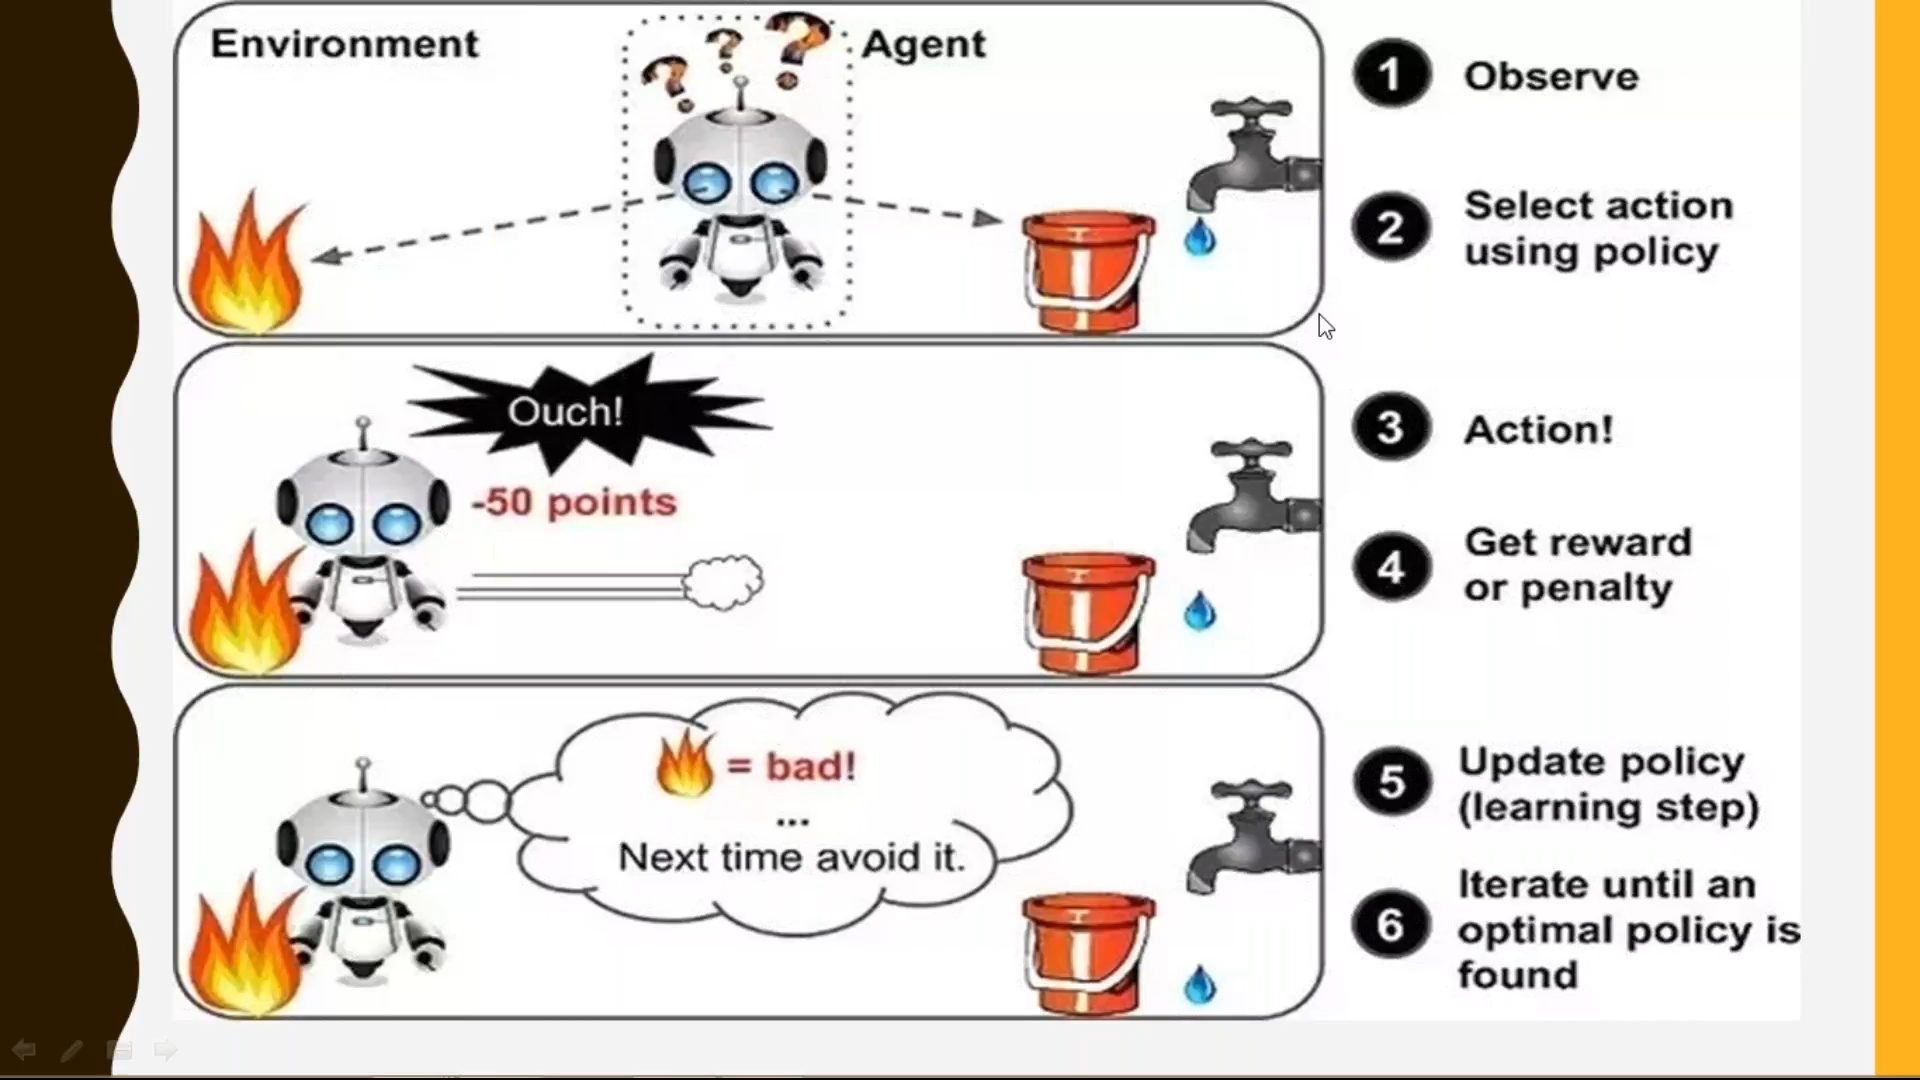 Environment
Agent
1 Observe
2 Select action
using policy
Ouch!
-50 points
3 Action!
4 Get reward
or penalty
= bad!
...
Next time avoid it.
5 Update policy
(learning step)
6 Iterate until an
optimal policy is
found